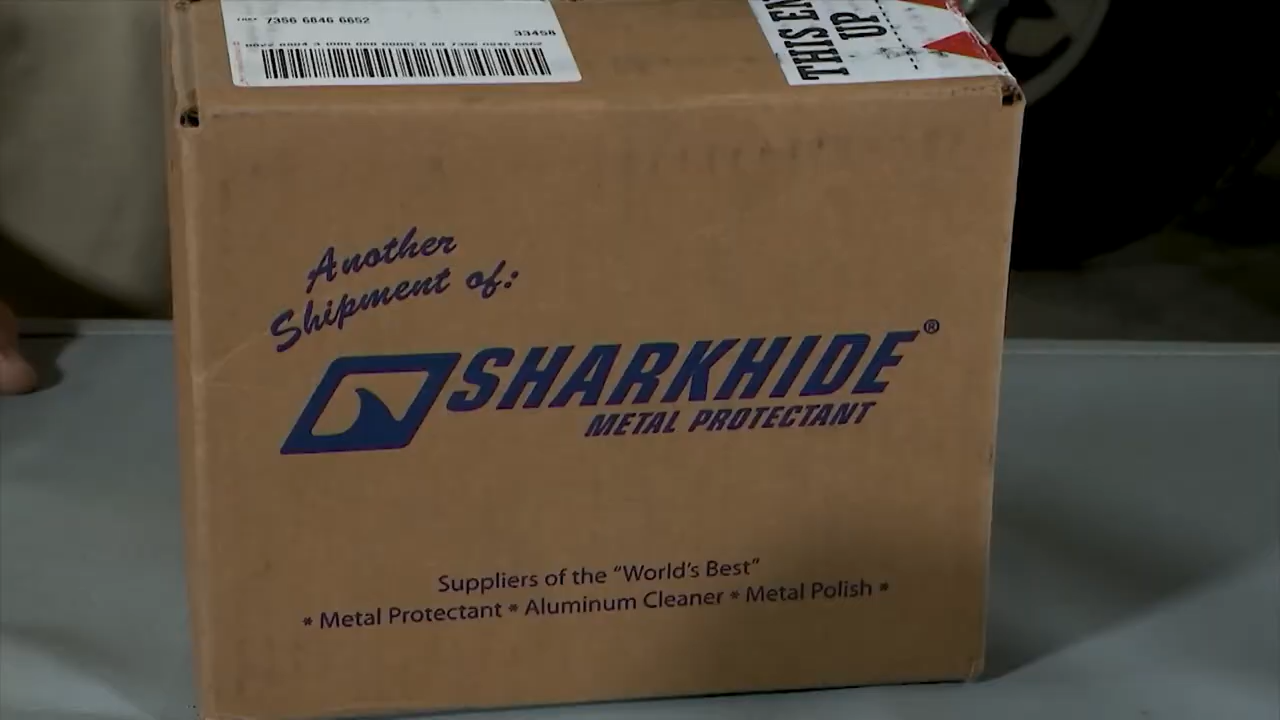 7356 6846 6652
33458
THIS EN
UP
Another
Shipment of:
SHARKHIDE®
METAL PROTECTANT
Suppliers of the “World’s Best”
* Metal Protectant * Aluminum Cleaner * Metal Polish *